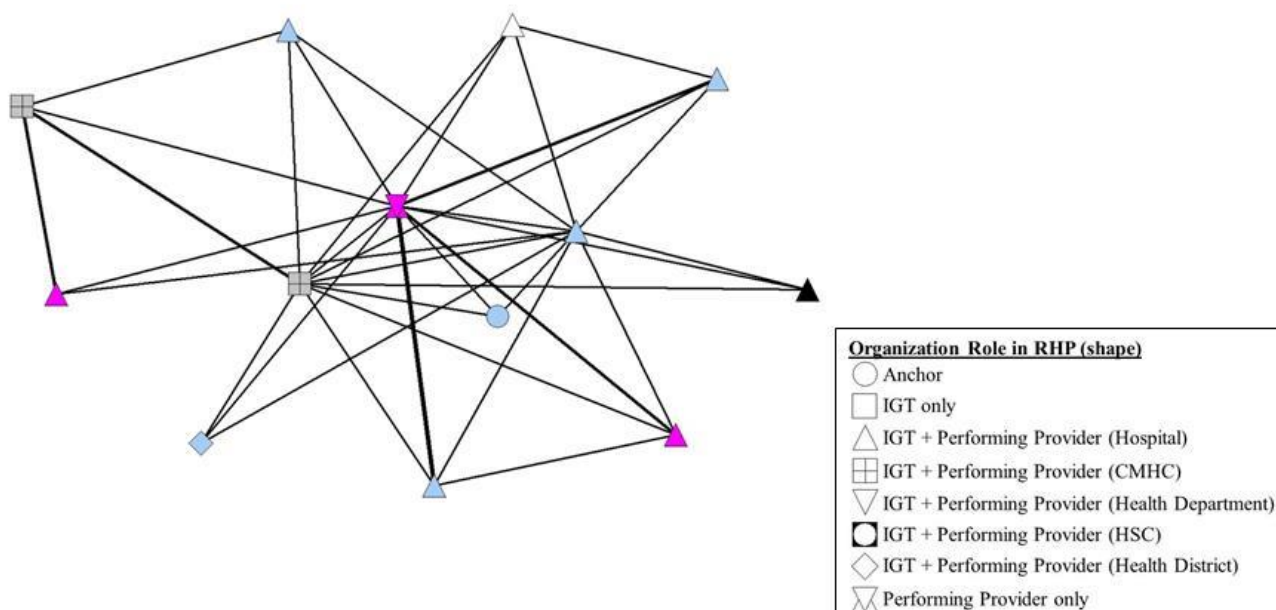 Organization Role in RHP (shape)
Anchor
IGT only
IGT + Performing Provider (Hospital)
IGT + Performing Provider (CMHC)
IGT + Performing Provider (Health Department)
IGT + Performing Provider (HSC)
IGT + Performing Provider (Health District)
Performing Provider only